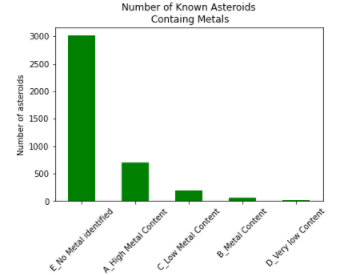 Number of Known Asteroids
Containg Metals
Number of asteroids
3000
2500
2000
1500
1000
500
0
E_No Metal identified
A_High Metal Content
C_Low Metal Content
B_Metal Content
D_Very low Content